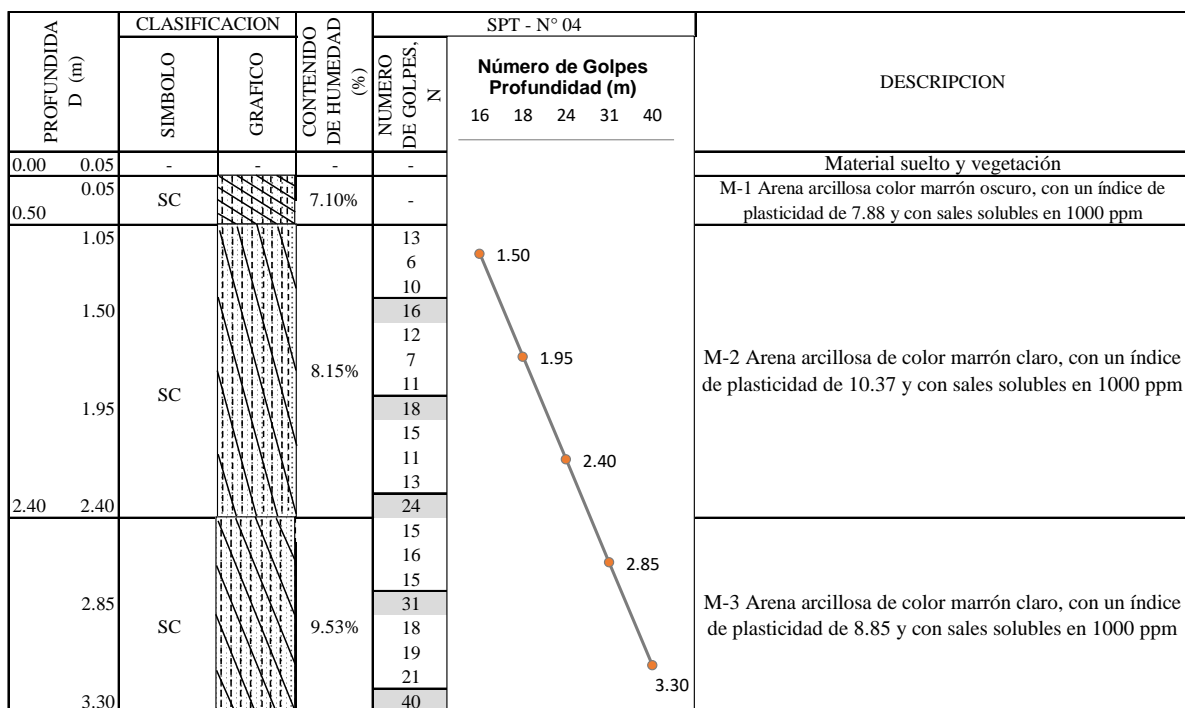 PROFUNDIDA
D (m)
CLASIFICACION
SIMBOLO
GRAFICO
CONTENIDO
DE HUMEDAD
(%)
SPT - N° 04
NUMERO
DE GOLPES,
N
Número de Golpes
Profundidad (m)
16 18 24 31 40
DESCRIPCION
0.00 0.05 - - - - Material suelto y vegetación
0.05
0.50
SC
7.10%
-
M-1 Arena arcillosa color marrón oscuro, con un índice de
plasticidad de 7.88 y con sales solubles en 1000 ppm
1.05
1.50
1.95
2.40 2.40
SC
8.15%
13
6
10
16
12
7
11
18
15
11
13
24
1.50
1.95
2.40
M-2 Arena arcillosa de color marrón claro, con un índice
de plasticidad de 10.37 y con sales solubles en 1000 ppm
2.85
3.30
SC
9.53%
15
16
15
31
18
19
21
40
2.85
3.30
M-3 Arena arcillosa de color marrón claro, con un índice
de plasticidad de 8.85 y con sales solubles en 1000 ppm